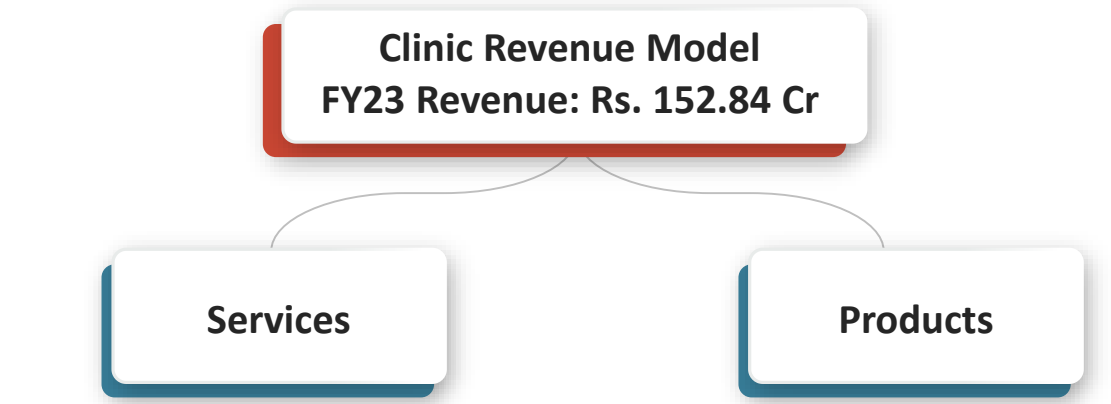 Clinic Revenue Model
FY23 Revenue: Rs. 152.84 Cr
Services
Products